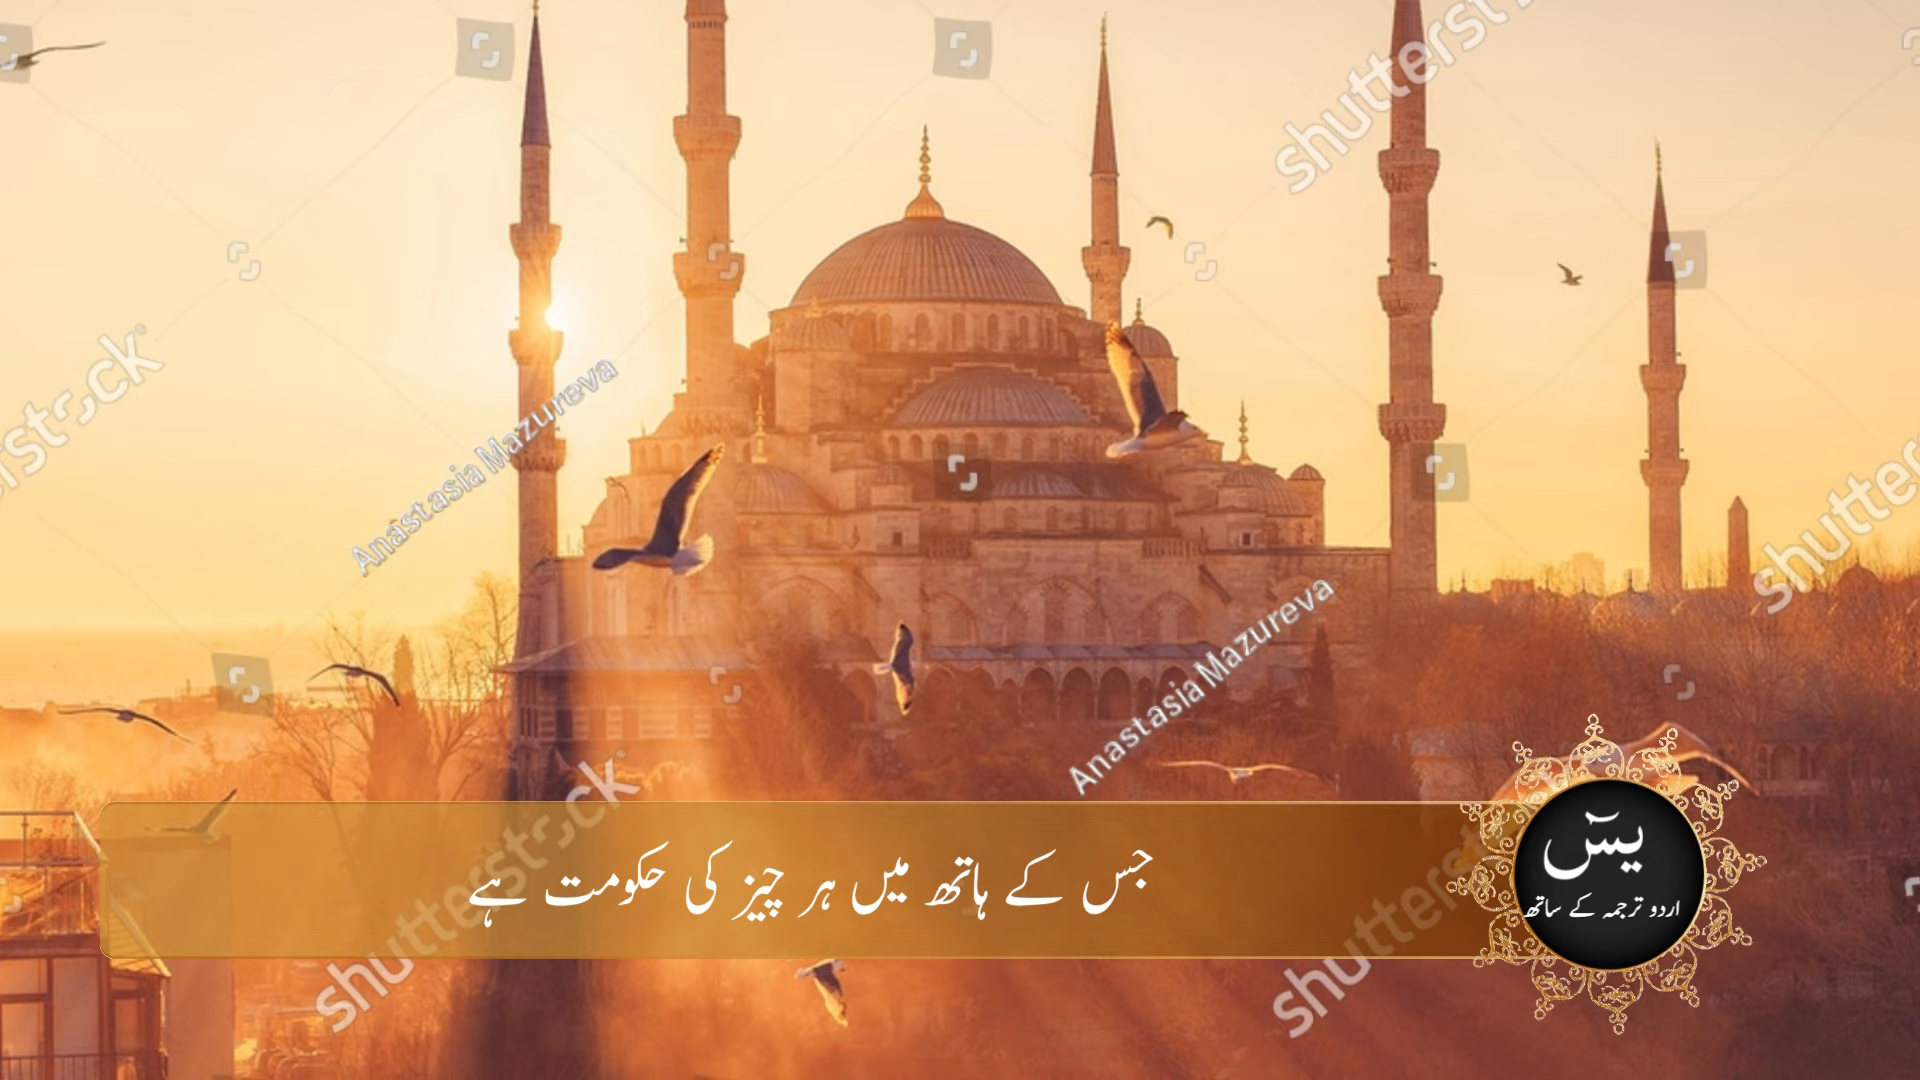 جس کے ہاتھ میں ہر چیز کی حکومت ہے
یٰسٓ
اردو ترجمہ کے ساتھ
shutterstock
Anastasia Mazureva
Anastasia Mazureva
shutterstock
shutterstock
shutterstock
shutterstock